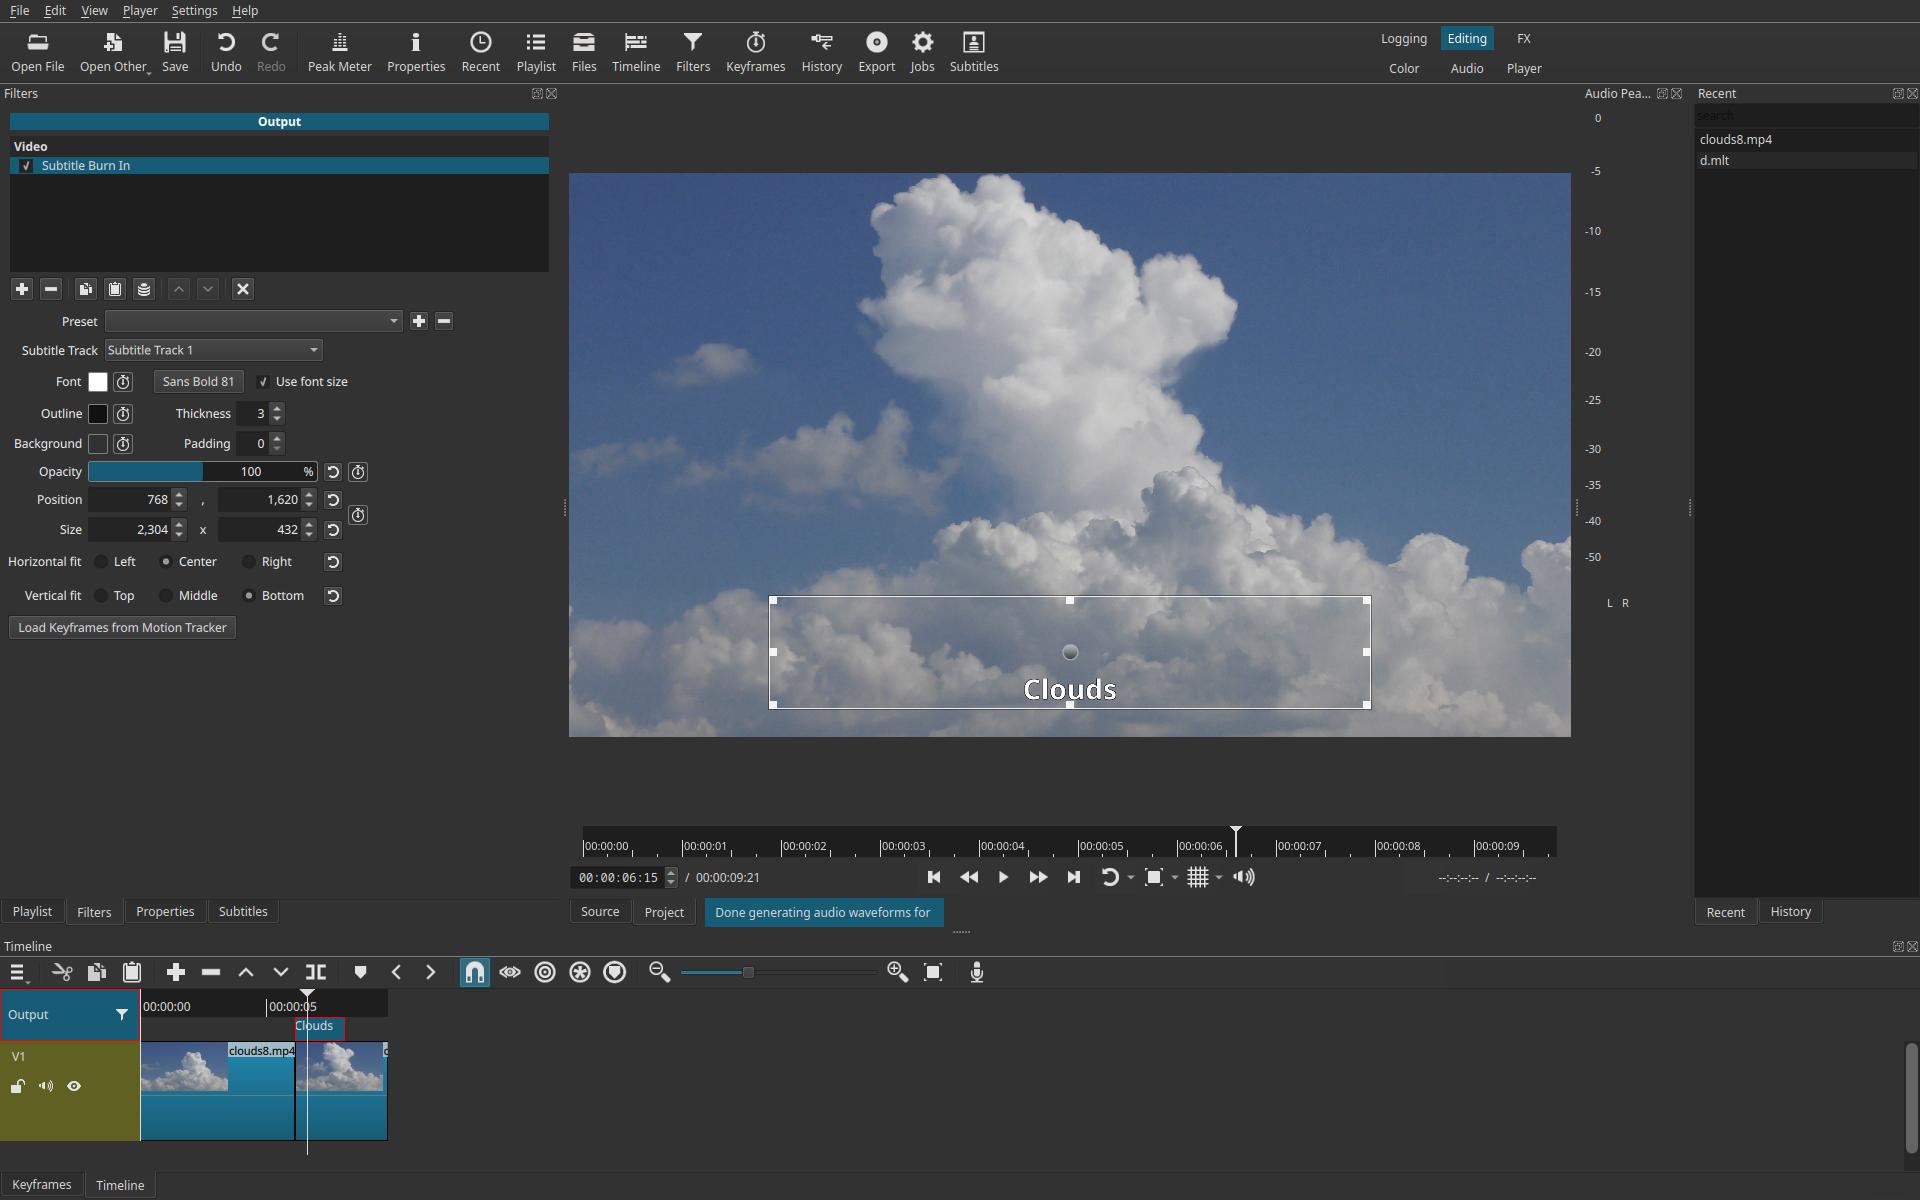 File Edit View Player Settings Help
Open File Open Other Save Undo Redo Peak Meter Properties Recent Playlist Files Timeline Filters Keyframes History Export Jobs Subtitles
Logging Editing FX
Color Audio Player
Filters
Output
Video
Subtitle Burn In
Preset
Subtitle Track Subtitle Track 1
Font Sans Bold 81 Use font size
Outline Thickness 3
Background Padding 0
Opacity 100 %
Position 768 , 1,620
Size 2,304 x 432
Horizontal fit Left Center Right
Vertical fit Top Middle Bottom
Load Keyframes from Motion Tracker
Playlist Filters Properties Subtitles
Clouds
00:00:00 00:00:01 00:00:02 00:00:03 00:00:04 00:00:05 00:00:06 00:00:07 00:00:08 00:00:09
00:00:06:15 / 00:00:09:21
--:--:--:-- / --:--:--:--
Source Project Done generating audio waveforms for
Audio Pea...
0
-5
-10
-15
-20
-25
-30
-35
-40
-50
L R
Recent
search
clouds8.mp4
d.mlt
Recent History
Timeline
Output
00:00:00 00:00:05
Clouds
V1
clouds8.mp4
Keyframes Timeline